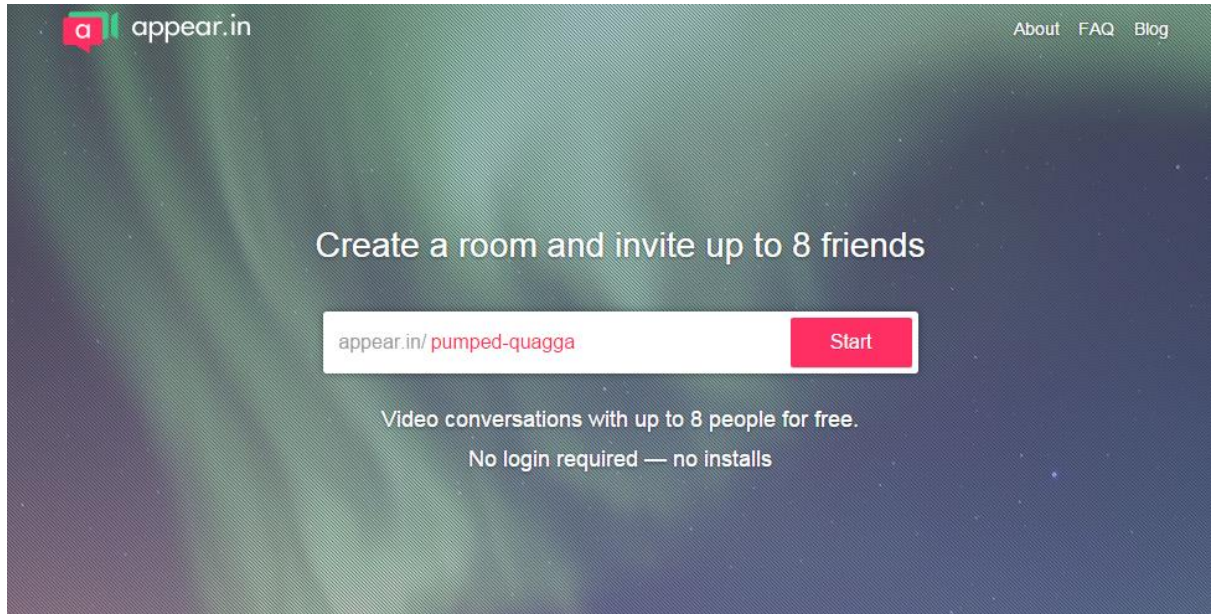 a appear.in
About FAQ Blog
Create a room and invite up to 8 friends
appear.in/ pumped-quagga
Start
Video conversations with up to 8 people for free.
No login required — no installs